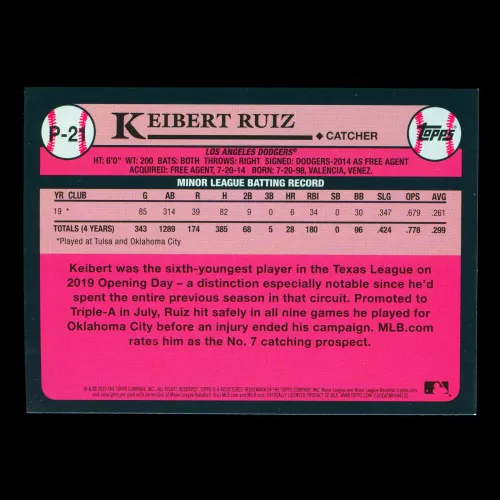 P-21
KEIBERT RUIZ
◆ CATCHER
Topps
LOS ANGELES DODGERS®
HT: 6'0" WT: 200 BATS: BOTH THROWS: RIGHT SIGNED: DODGERS-2014 AS FREE AGENT
ACQUIRED: FREE AGENT, 7-20-14 BORN: 7-20-98, VALENCIA, VENEZ.
MINOR LEAGUE BATTING RECORD
YR CLUB G AB R H 2B 3B HR RBI SB BB SLG OPS AVG
19 * 85 314 39 82 9 0 6 34 0 30 .347 .679 .261
TOTALS (4 YEARS) 343 1289 174 385 68 5 28 180 0 96 .424 .778 .299
*Played at Tulsa and Oklahoma City
Keibert was the sixth-youngest player in the Texas League on
2019 Opening Day – a distinction especially notable since he'd
spent the entire previous season in that circuit. Promoted to
Triple-A in July, Ruiz hit safely in all nine games he played for
Oklahoma City before an injury ended his campaign. MLB.com
rates him as the No. 7 catching prospect.